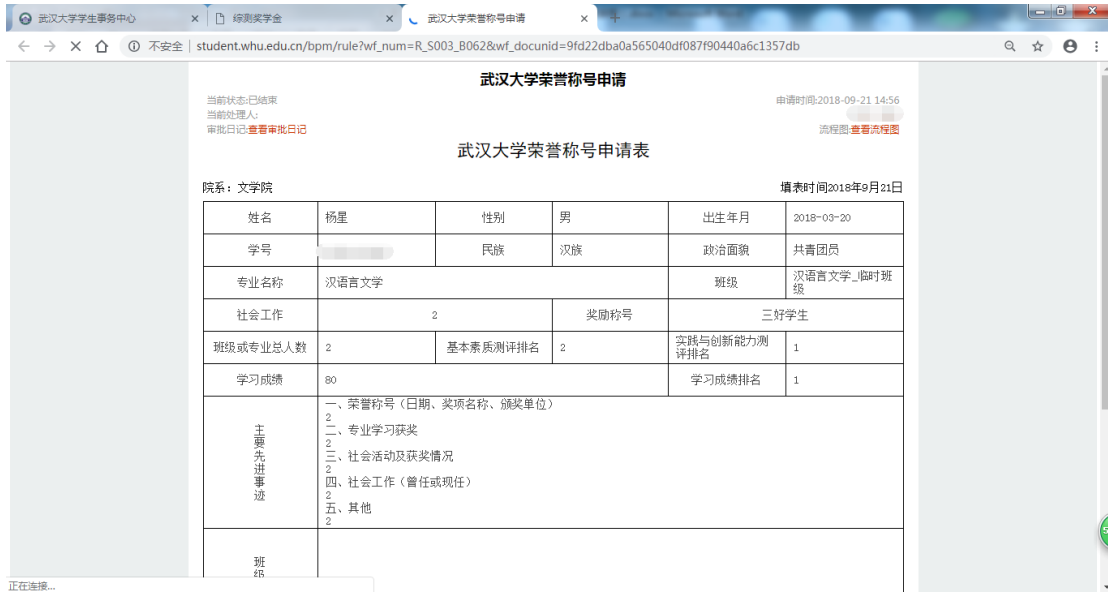 武汉大学学生事务中心
综测奖学金
武汉大学荣誉称号申请
不安全 | student.whu.edu.cn/bpm/rule?wf_num=R_S003_B062&wf_docunid=9fd22dba0a565040df087f90440a6c1357db
武汉大学荣誉称号申请
当前状态:已结束 申请时间:2018-09-21 14:56
当前处理人:
审批日记:查看审批日记 流程图:查看流程图
武汉大学荣誉称号申请表
院系：文学院 填表时间2018年9月21日
姓名 杨星 性别 男 出生年月 2018-03-20
学号 民族 汉族 政治面貌 共青团员
专业名称 汉语言文学 班级 汉语言文学_临时班
级
社会工作 2 奖励称号 三好学生
班级或专业总人数 2 基本素质测评排名 2 实践与创新能力测
评排名 1
学习成绩 80 学习成绩排名 1
主要先进事迹
一、荣誉称号（日期、奖项名称、颁奖单位）
2
二、专业学习获奖
2
三、社会活动及获奖情况
2
四、社会工作（曾任或现任）
2
五、其他
2
班
级
正在连接...